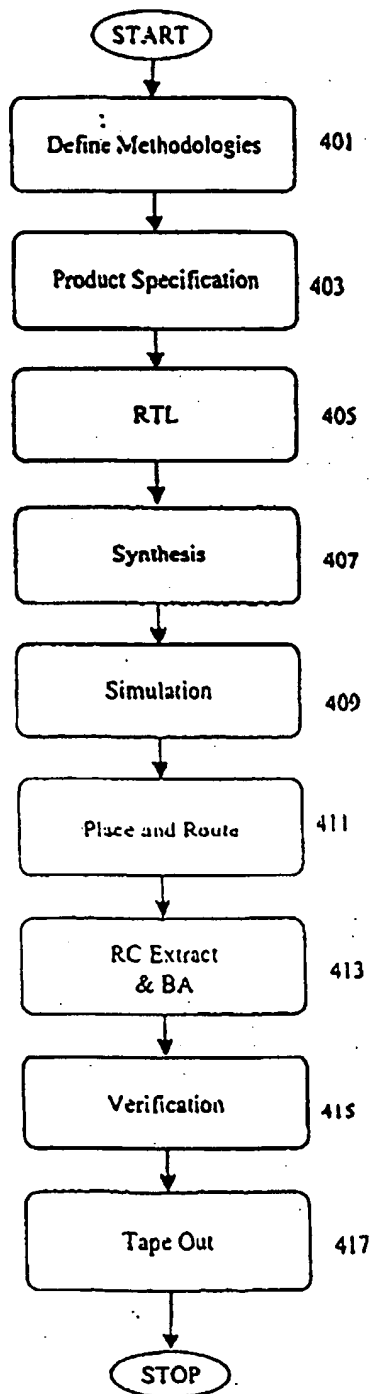 START
Define Methodologies 401
Product Specification 403
RTL 405
Synthesis 407
Simulation 409
Place and Route 411
RC Extract
& BA 413
Verification 415
Tape Out 417
STOP